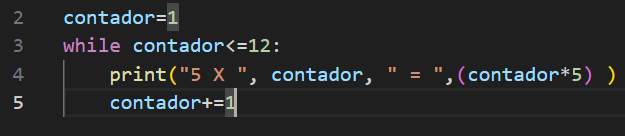 2 contador=1
3 while contador<=12:
4     print("5 X ", contador, " = ",(contador*5) )
5     contador+=1